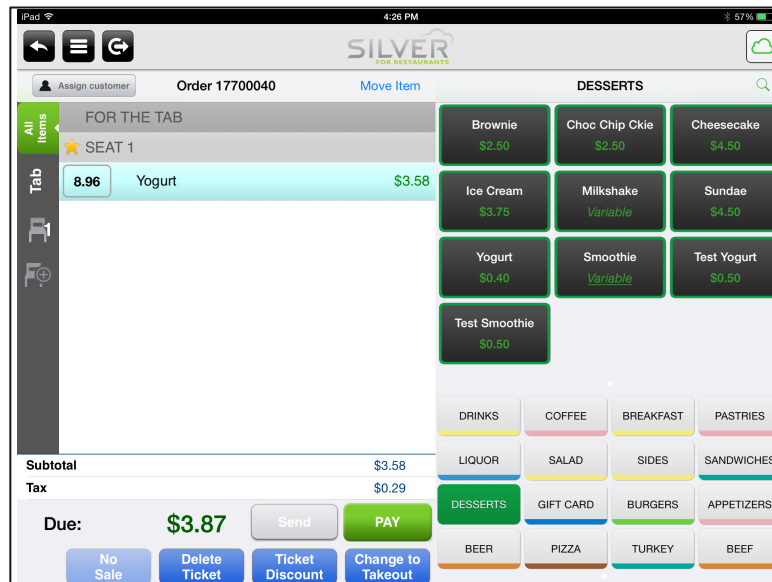 iPad 4:26 PM 57%
SILVER
FOR RESTAURANTS
Assign customer Order 17700040 Move Item DESSERTS
All Items
FOR THE TAB
SEAT 1
Tab
8.96 Yogurt $3.58
1
Brownie Choc Chip Ckie Cheesecake
$2.50 $2.50 $4.50
Ice Cream Milkshake Sundae
$3.75 Variable $4.50
Yogurt Smoothie Test Yogurt
$0.40 Variable $0.50
Test Smoothie
$0.50
DRINKS COFFEE BREAKFAST PASTRIES
LIQUOR SALAD SIDES SANDWICHES
DESSERTS GIFT CARD BURGERS APPETIZERS
BEER PIZZA TURKEY BEEF
Subtotal $3.58
Tax $0.29
Due: $3.87 Send PAY
No Sale Delete Ticket Ticket Discount Change to Takeout